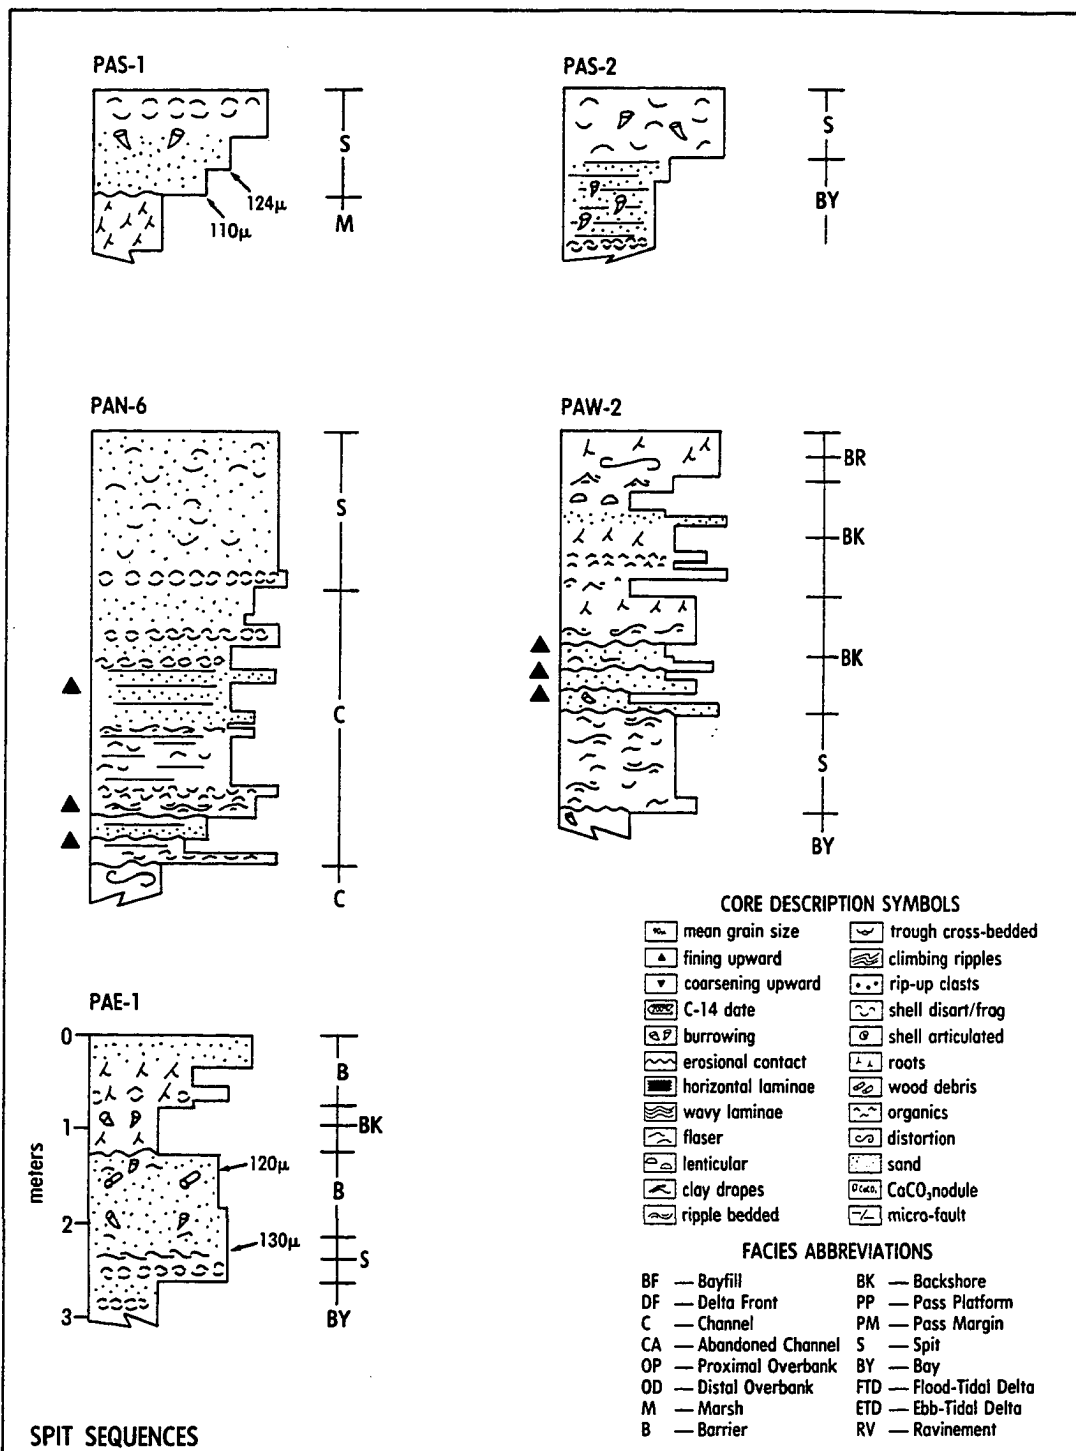 PAS-1
S
M
124μ
110μ
PAS-2
S
BY
PAN-6
S
C
C
PAW-2
BR
BK
BK
S
BY
PAE-1
0
1
2
3
meters
120μ
130μ
B
BK
B
S
BY
CORE DESCRIPTION SYMBOLS
mean grain size
fining upward
coarsening upward
C-14 date
burrowing
erosional contact
horizontal laminae
wavy laminae
flaser
lenticular
clay drapes
ripple bedded
trough cross-bedded
climbing ripples
rip-up clasts
shell disart/frag
shell articulated
roots
wood debris
organics
distortion
sand
CaCO₃nodule
micro-fault
FACIES ABBREVIATIONS
BF — Bayfill
DF — Delta Front
C — Channel
CA — Abandoned Channel
OP — Proximal Overbank
OD — Distal Overbank
M — Marsh
B — Barrier
BK — Backshore
PP — Pass Platform
PM — Pass Margin
S — Spit
BY — Bay
FTD — Flood-Tidal Delta
ETD — Ebb-Tidal Delta
RV — Ravinement
SPIT SEQUENCES